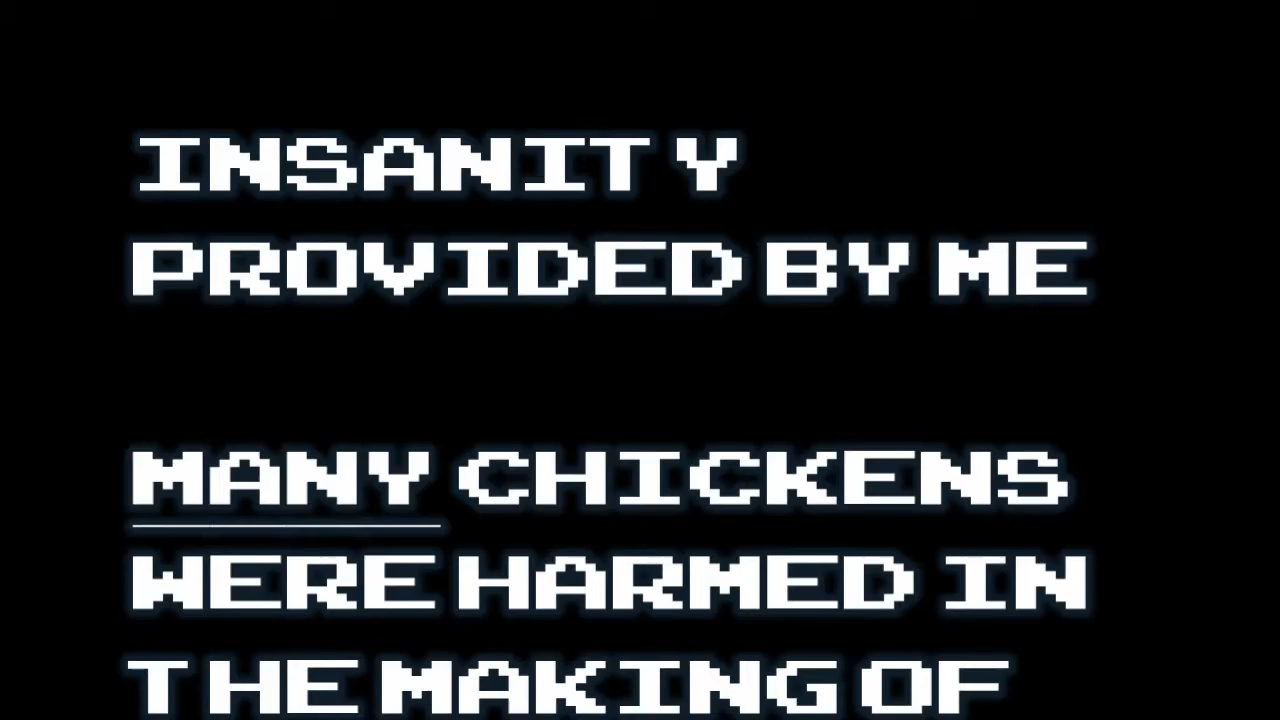 INSANITY
PROVIDED BY ME
MANY CHICKENS
WERE HARMED IN
THE MAKING OF